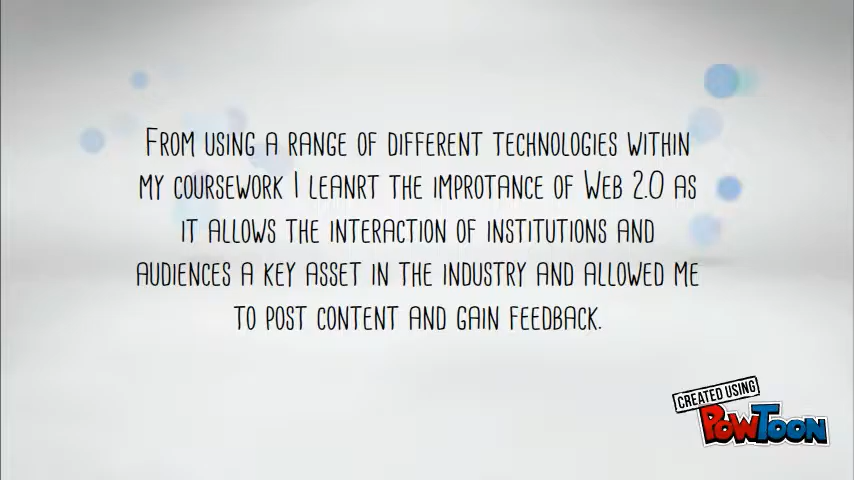 From using a range of different technologies within
my coursework I leanrt the improtance of Web 2.0 as
it allows the interaction of institutions and
audiences a key asset in the industry and allowed me
to post content and gain feedback.
CREATED USING
POWTOON